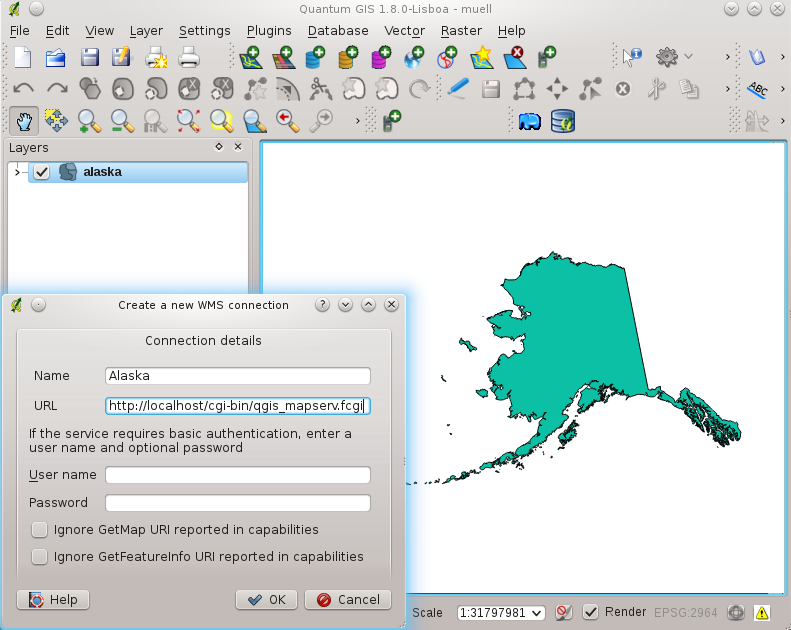 Quantum GIS 1.8.0-Lisboa - muell
File Edit View Layer Settings Plugins Database Vector Raster Help
ABC
Layers
alaska
Create a new WMS connection
Connection details
Name Alaska
URL http://localhost/cgi-bin/qgis_mapserv.fcgi
If the service requires basic authentication, enter a
user name and optional password
User name
Password
Ignore GetMap URI reported in capabilities
Ignore GetFeatureInfo URI reported in capabilities
Help OK Cancel
Scale 1:31797981 Render EPSG:2964